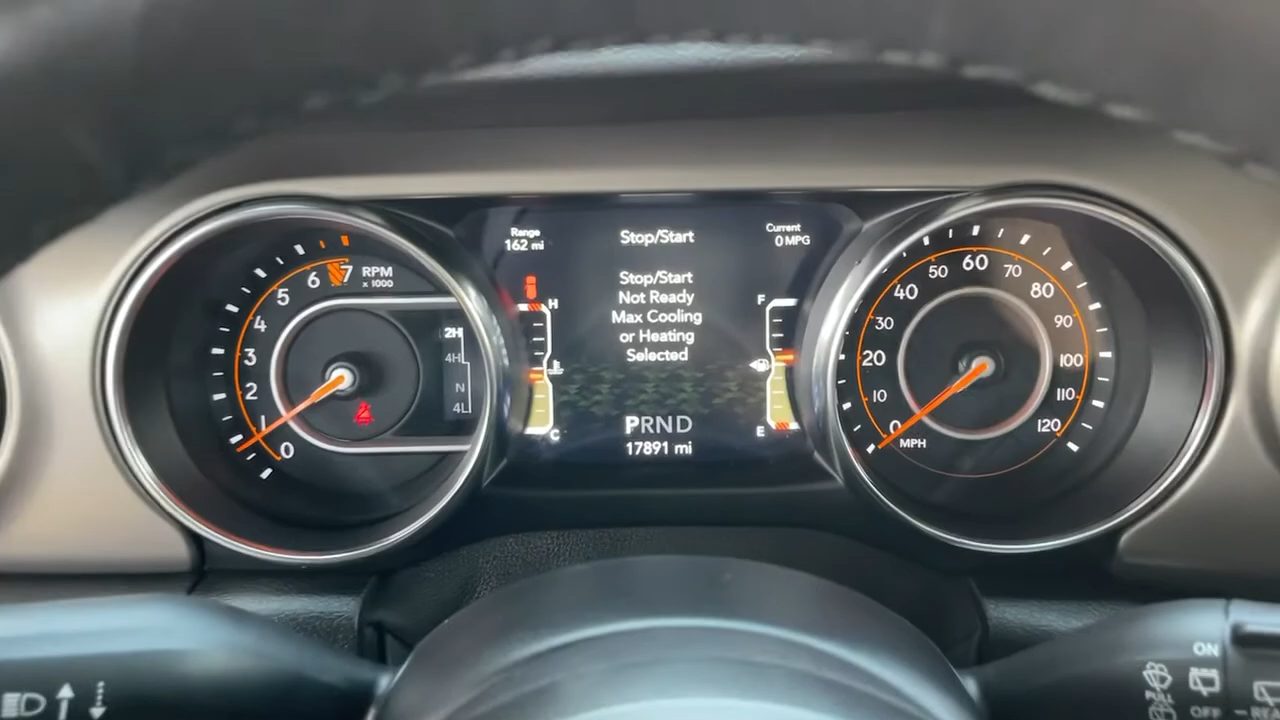 7
6
5
4
3
2
1
0
RPM
x 1000
2H
4H
N
4L
Range
162 mi
Stop/Start
Current
0 MPG
Stop/Start
Not Ready
Max Cooling
or Heating
Selected
H
C
F
E
PRND
17891 mi
0
10
20
30
40
50
60
70
80
90
100
110
120
MPH
ON
PULL
OFF